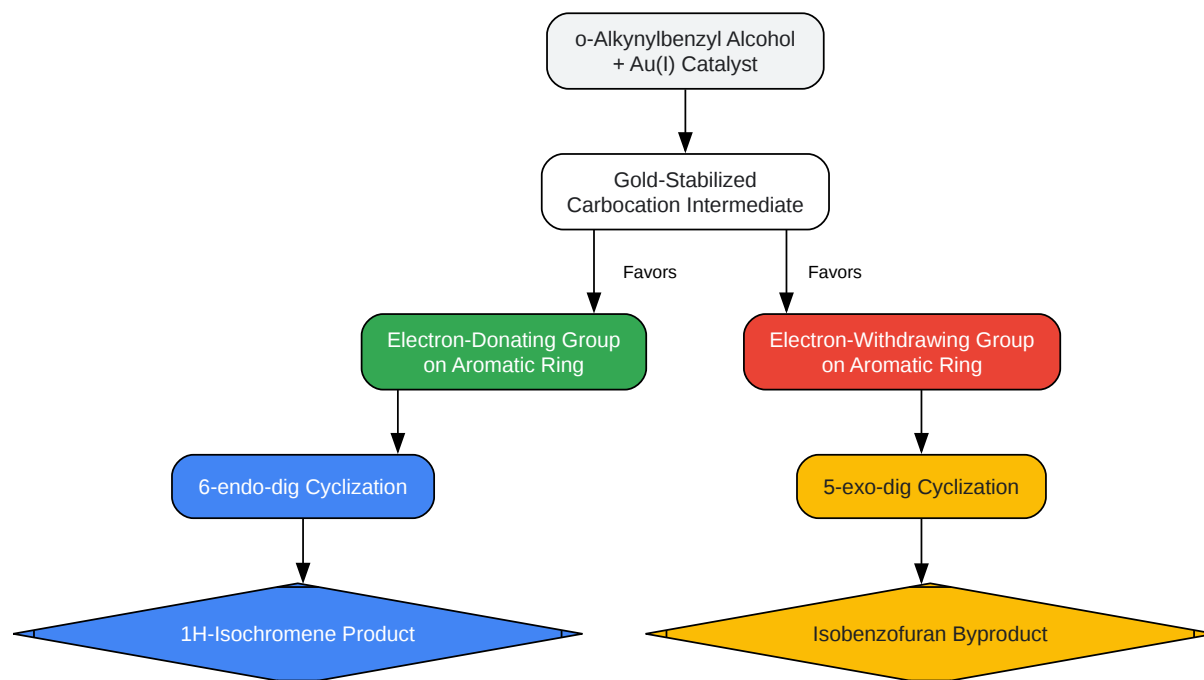 o-Alkynylbenzyl Alcohol
+ Au(I) Catalyst
Gold-Stabilized
Carbocation Intermediate
Favors
Favors
Electron-Donating Group
on Aromatic Ring
Electron-Withdrawing Group
on Aromatic Ring
6-endo-dig Cyclization
5-exo-dig Cyclization
1H-Isochromene Product
Isobenzofuran Byproduct